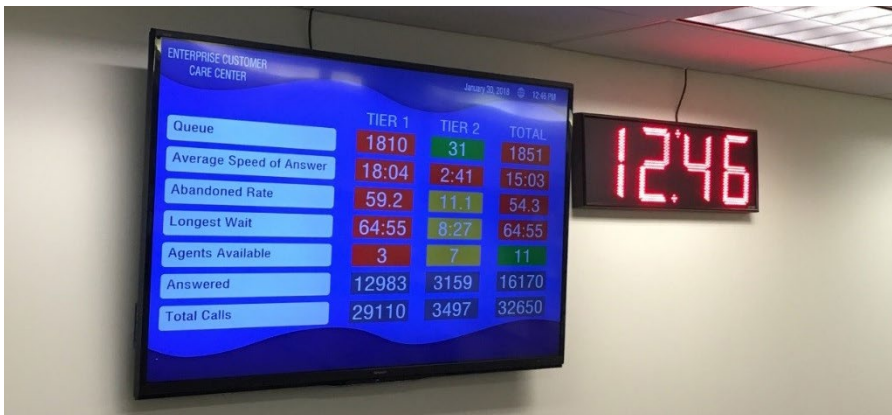 ENTERPRISE CUSTOMER
CARE CENTER
January 20, 2018 12:46 PM
TIER 1 TIER 2 TOTAL
Queue 1810 31 1851
Average Speed of Answer 18:04 2:41 15:03
Abandoned Rate 59.2 11.1 54.3
Longest Wait 64:55 8:27 64:55
Agents Available 3 7 11
Answered 12983 3159 16170
Total Calls 29110 3497 32650
12:46